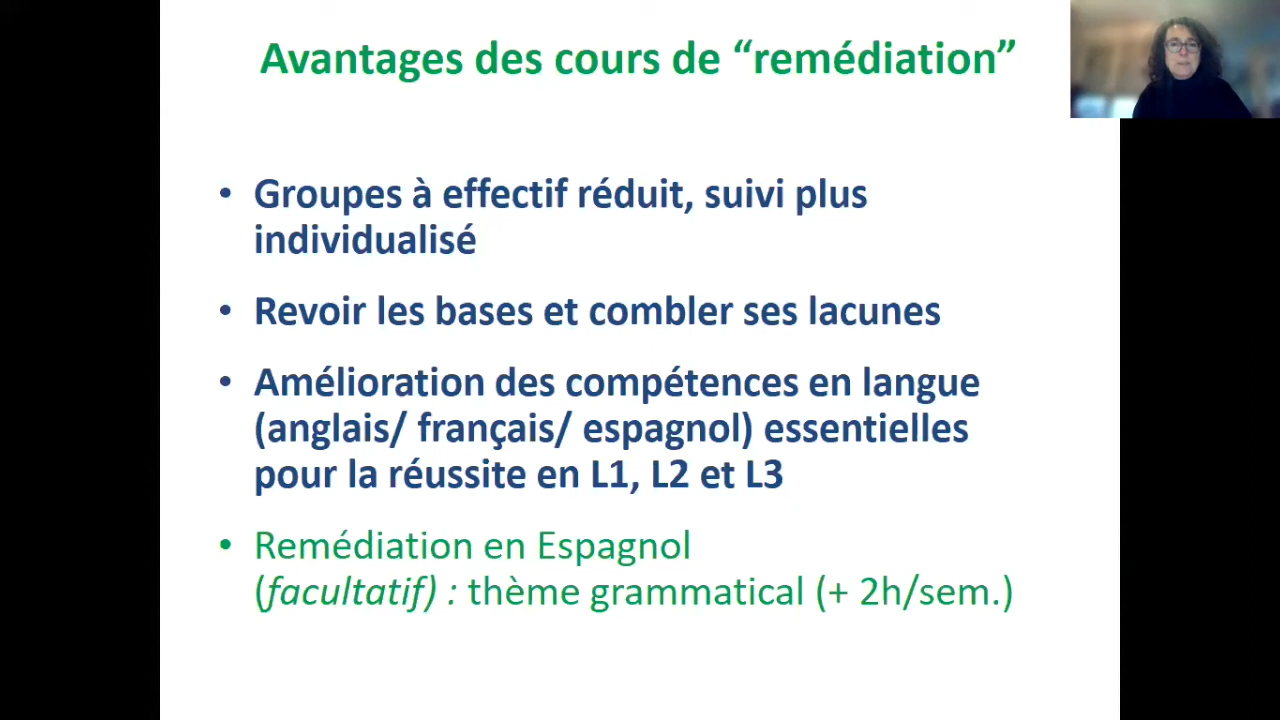 Avantages des cours de “remédiation”
• Groupes à effectif réduit, suivi plus
individualisé
• Revoir les bases et combler ses lacunes
• Amélioration des compétences en langue
(anglais/ français/ espagnol) essentielles
pour la réussite en L1, L2 et L3
• Remédiation en Espagnol
(facultatif) : thème grammatical (+ 2h/sem.)